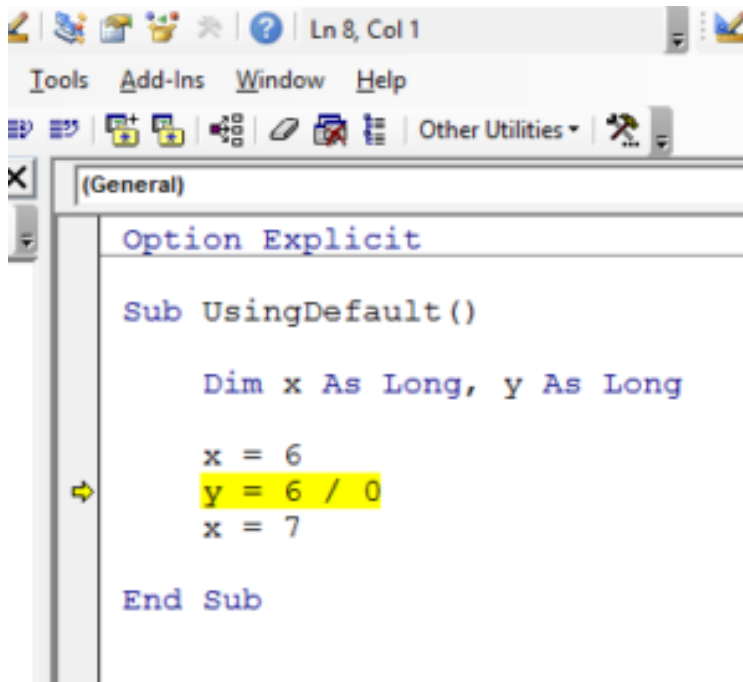 Ln 8, Col 1
Tools Add-Ins Window Help
Other Utilities
(General)
Option Explicit
Sub UsingDefault()
Dim x As Long, y As Long
x = 6
y = 6 / 0
x = 7
End Sub